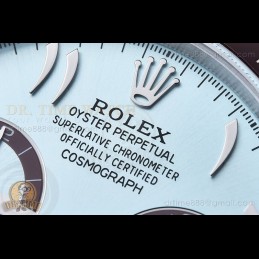 ROLEX
OYSTER PERPETUAL
SUPERLATIVE CHRONOMETER
OFFICIALLY CERTIFIED
COSMOGRAPH